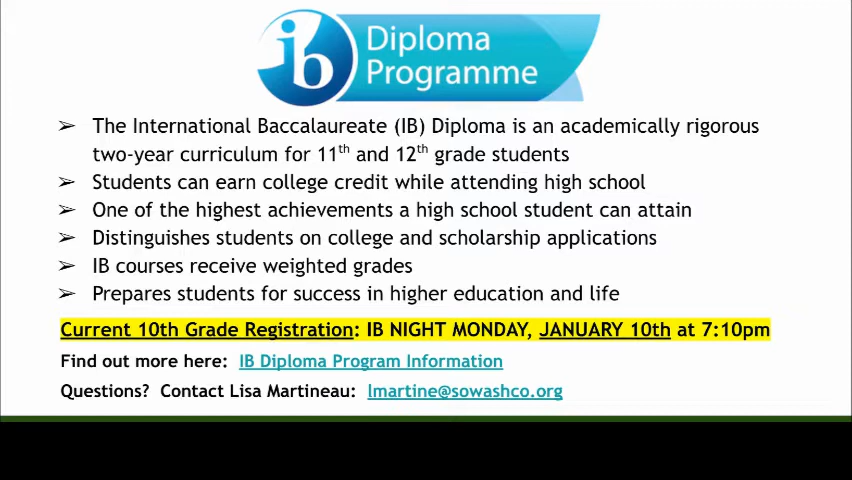 ib Diploma
Programme
➢ The International Baccalaureate (IB) Diploma is an academically rigorous
two-year curriculum for 11th and 12th grade students
➢ Students can earn college credit while attending high school
➢ One of the highest achievements a high school student can attain
➢ Distinguishes students on college and scholarship applications
➢ IB courses receive weighted grades
➢ Prepares students for success in higher education and life
Current 10th Grade Registration: IB NIGHT MONDAY, JANUARY 10th at 7:10pm
Find out more here: IB Diploma Program Information
Questions? Contact Lisa Martineau: lmartine@sowashco.org